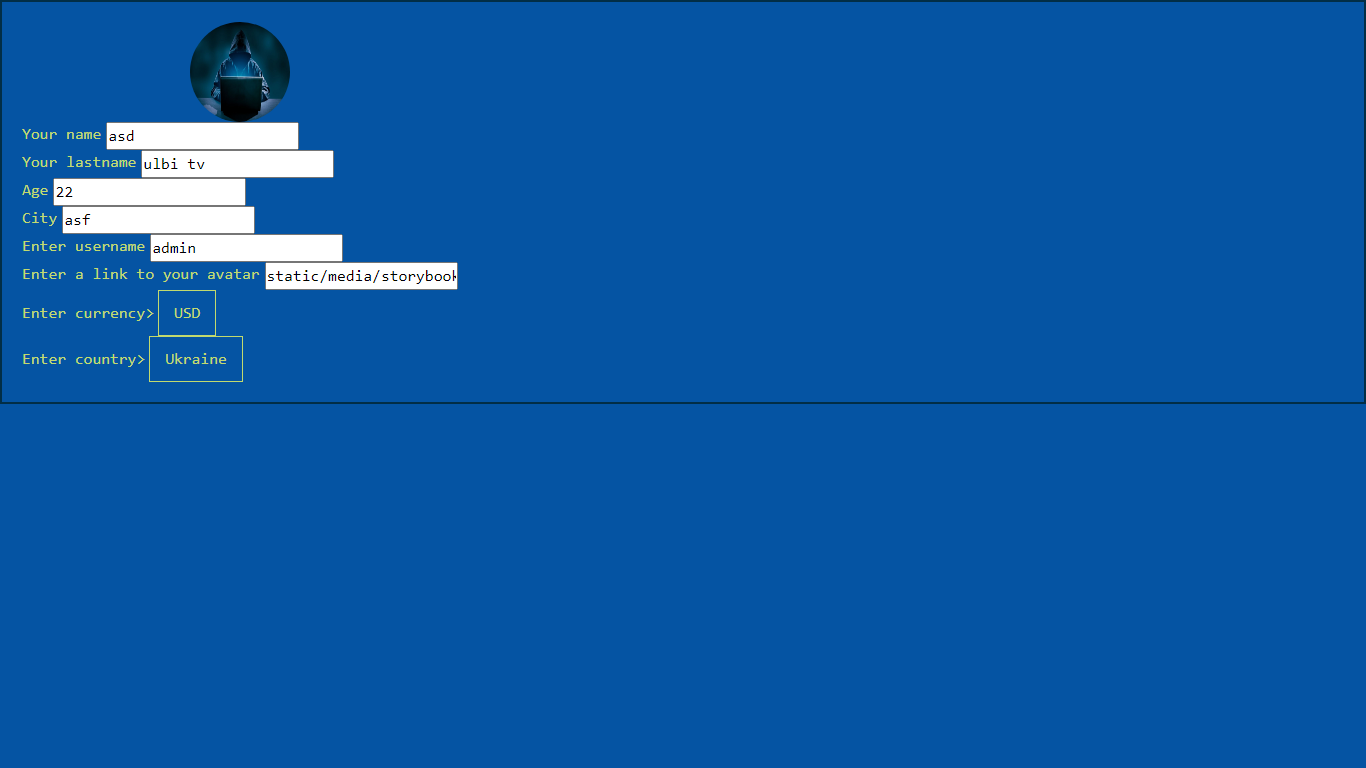 Your name asd
Your lastname ulbi tv
Age 22
City asf
Enter username admin
Enter a link to your avatar static/media/storybook
Enter currency> USD
Enter country> Ukraine